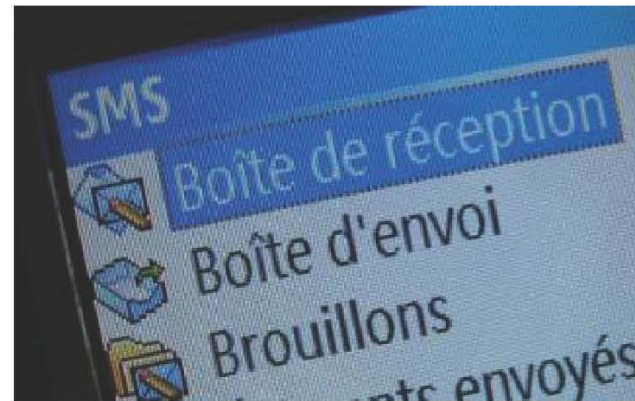 SMS
Boîte de réception
Boîte d'envoi
Brouillons
envoyés